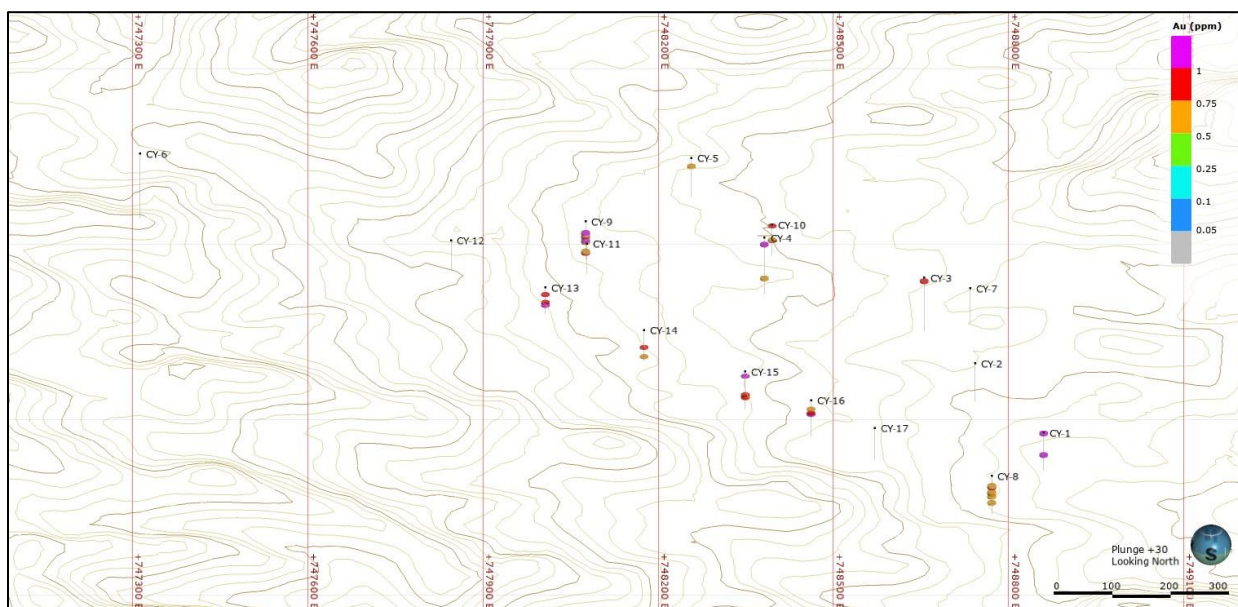 +747300 E
+747600 E
+747900 E
+748200 E
+748500 E
+748800 E
Au (ppm)
1
0.75
0.5
0.25
0.1
0.05
CY-6
CY-5
CY-9
CY-10
CY-12
CY-11
CY-4
CY-3
CY-13
CY-7
CY-14
CY-15
CY-2
CY-16
CY-17
CY-1
CY-8
Plunge +30
Looking North
S
0 100 200 300
+747300 E
+747600 E
+747900 E
+748200 E
+748500 E
+748800 E
+749100 E